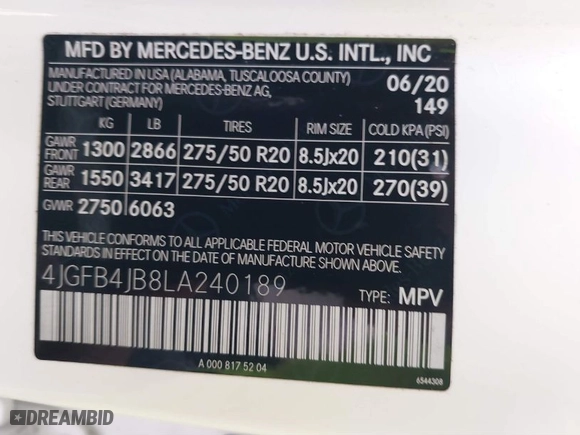 MFD BY MERCEDES-BENZ U.S. INTL., INC
MANUFACTURED IN USA (ALABAMA, TUSCALOOSA COUNTY)
UNDER CONTRACT FOR MERCEDES-BENZ AG,
STUTTGART (GERMANY)
06/20
149
KG LB TIRES RIM SIZE COLD KPA (PSI)
GAWR FRONT 1300 2866 275/50 R20 8.5Jx20 210(31)
GAWR REAR 1550 3417 275/50 R20 8.5Jx20 270(39)
GVWR 2750 6063
THIS VEHICLE CONFORMS TO ALL APPLICABLE FEDERAL MOTOR VEHICLE SAFETY
STANDARDS IN EFFECT ON THE DATE OF MANUFACTURE SHOWN ABOVE.
4JGFB4JB8LA240189
TYPE: MPV
A 000 817 52 04
6544308
DREAMBID